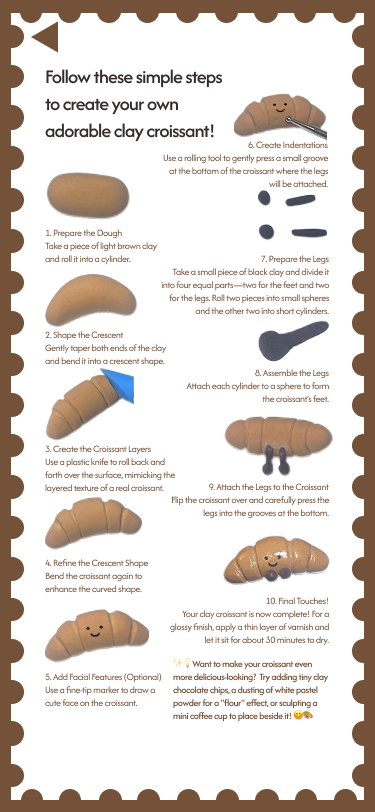 Follow these simple steps
to create your own
adorable clay croissant!
1. Prepare the Dough
Take a piece of light brown clay
and roll it into a cylinder.
2. Shape the Crescent
Gently taper both ends of the clay
and bend it into a crescent shape.
3. Create the Croissant Layers
Use a plastic knife to roll back and
forth over the surface, mimicking the
layered texture of a real croissant.
4. Refine the Crescent Shape
Bend the croissant again to
enhance the curved shape.
5. Add Facial Features (Optional)
Use a fine-tip marker to draw a
cute face on the croissant.
6. Create Indentations
Use a rolling tool to gently press a small groove
at the bottom of the croissant where the legs
will be attached.
7. Prepare the Legs
Take a small piece of black clay and divide it
into four equal parts—two for the feet and two
for the legs. Roll two pieces into small spheres
and the other two into short cylinders.
8. Assemble the Legs
Attach each cylinder to a sphere to form
the croissant's feet.
9. Attach the Legs to the Croissant
Flip the croissant over and carefully press the
legs into the grooves at the bottom.
10. Final Touches!
Your clay croissant is now complete! For a
glossy finish, apply a thin layer of varnish and
let it sit for about 30 minutes to dry.
✨💡Want to make your croissant even
more delicious-looking? Try adding tiny clay
chocolate chips, a dusting of white pastel
powder for a "flour" effect, or sculpting a
mini coffee cup to place beside it! 😊🎨